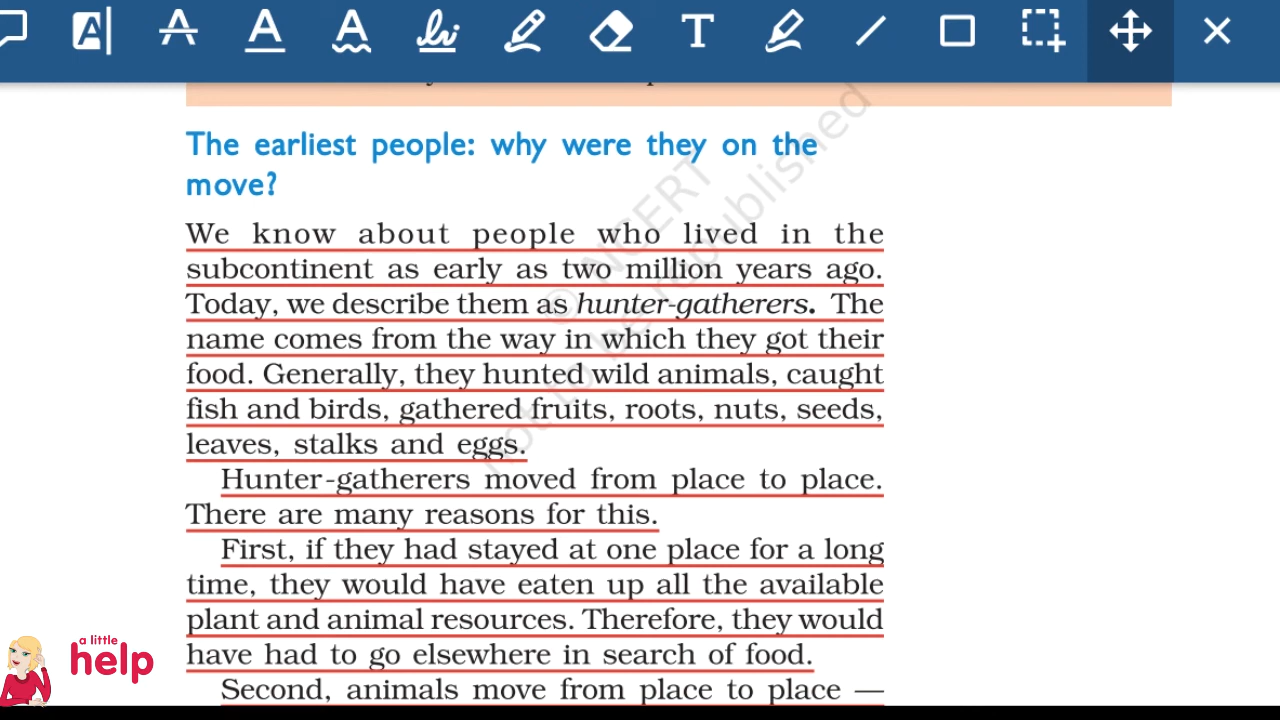 The earliest people: why were they on the
move?
We know about people who lived in the
subcontinent as early as two million years ago.
Today, we describe them as hunter-gatherers. The
name comes from the way in which they got their
food. Generally, they hunted wild animals, caught
fish and birds, gathered fruits, roots, nuts, seeds,
leaves, stalks and eggs.
Hunter-gatherers moved from place to place.
There are many reasons for this.
First, if they had stayed at one place for a long
time, they would have eaten up all the available
plant and animal resources. Therefore, they would
have had to go elsewhere in search of food.
Second, animals move from place to place —
© NCERT
not to be republished
a little
help